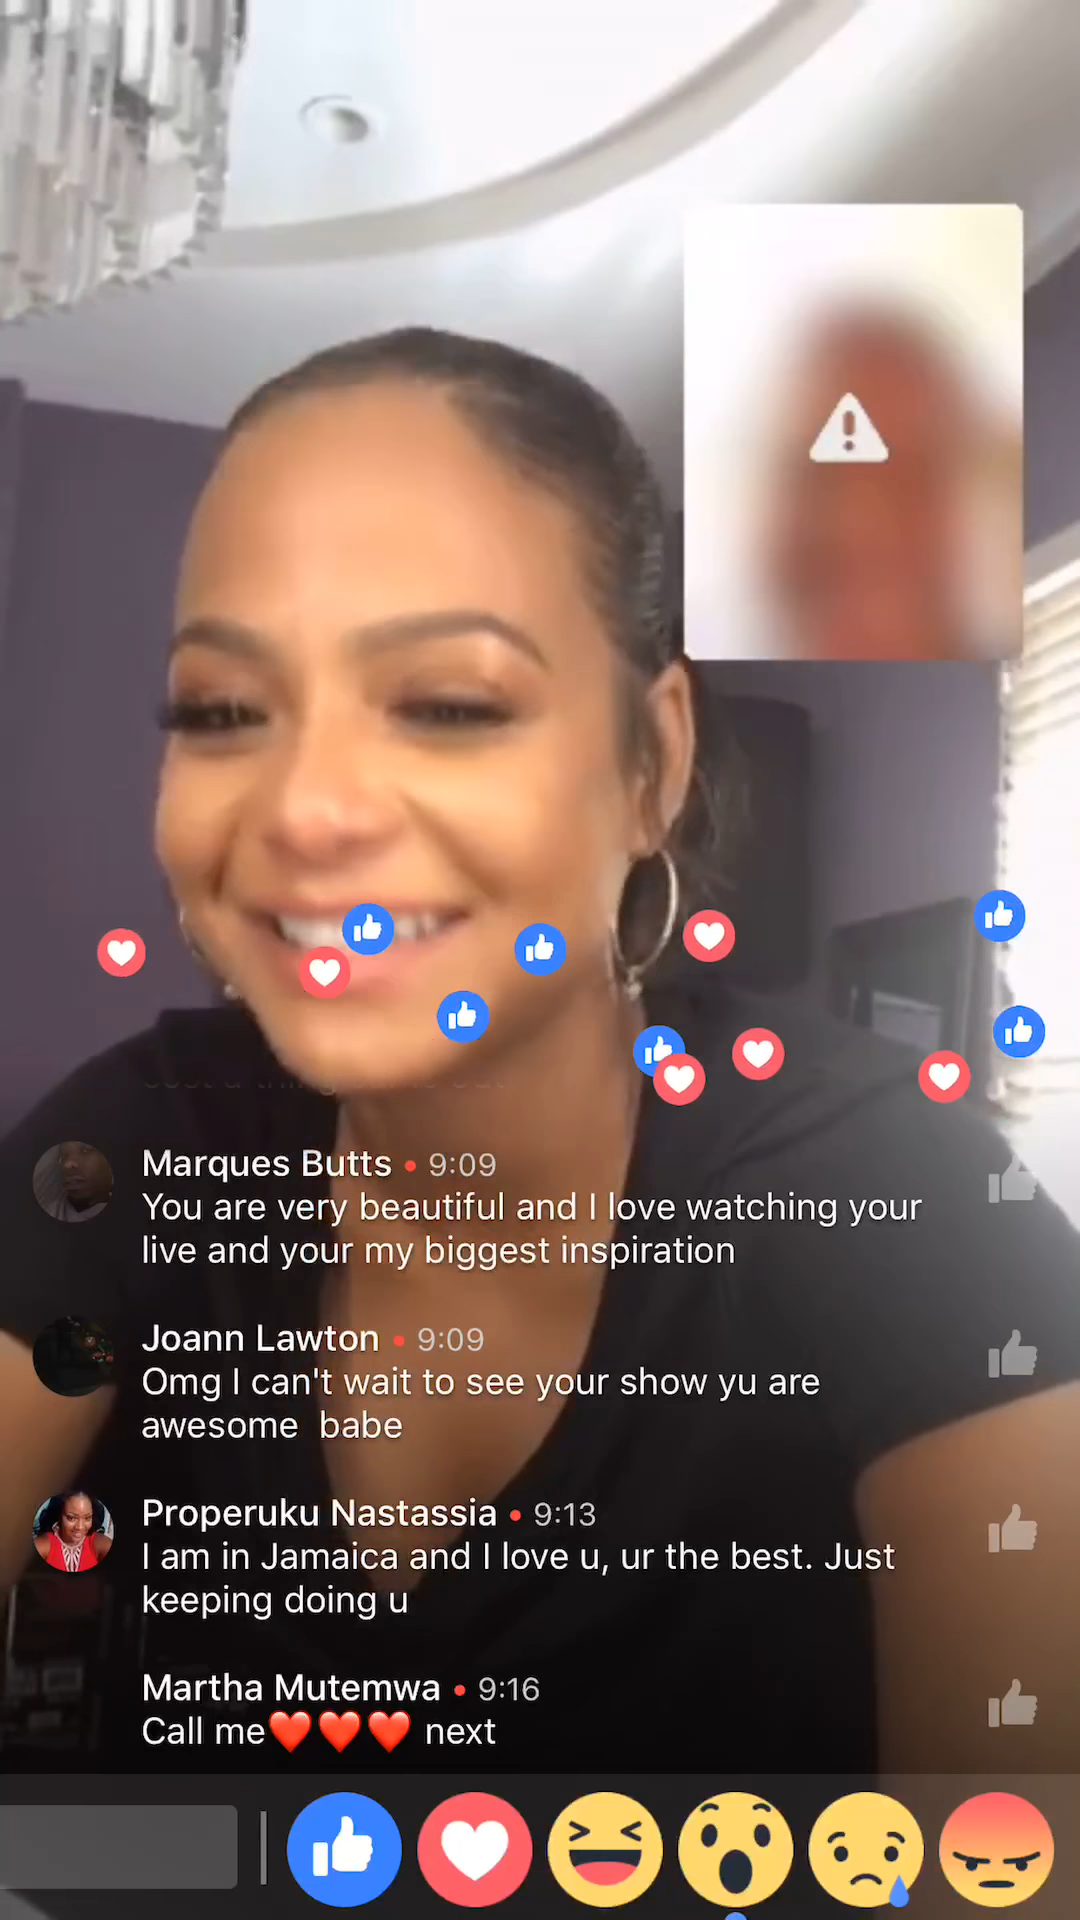 Marques Butts • 9:09
You are very beautiful and I love watching your
live and your my biggest inspiration
Joann Lawton • 9:09
Omg I can't wait to see your show yu are
awesome babe
Properuku Nastassia • 9:13
I am in Jamaica and I love u, ur the best. Just
keeping doing u
Martha Mutemwa • 9:16
Call me❤️❤️❤️ next